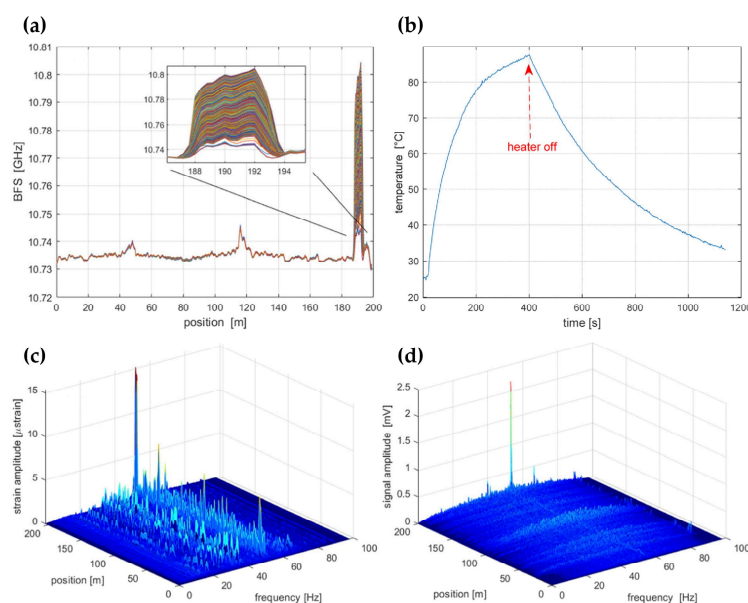 (a)
10.81
10.8
10.79
10.78
10.77
10.76
10.75
10.74
10.73
10.72
BFS [GHz]
10.8
10.78
10.76
10.74
188 190 192 194
0 20 40 60 80 100 120 140 160 180 200
position [m]
(b)
80
70
60
50
40
30
20
temperature [°C]
heater off
0 200 400 600 800 1000 1200
time [s]
(c)
15
10
5
0
strain amplitude [μstrain]
200
150
100
50
0
position [m]
0 20 40 60 80 100
frequency [Hz]
(d)
2.5
2
1.5
1
0.5
0
signal amplitude [mV]
200
150
100
50
0
position [m]
0 20 40 60 80 100
frequency [Hz]